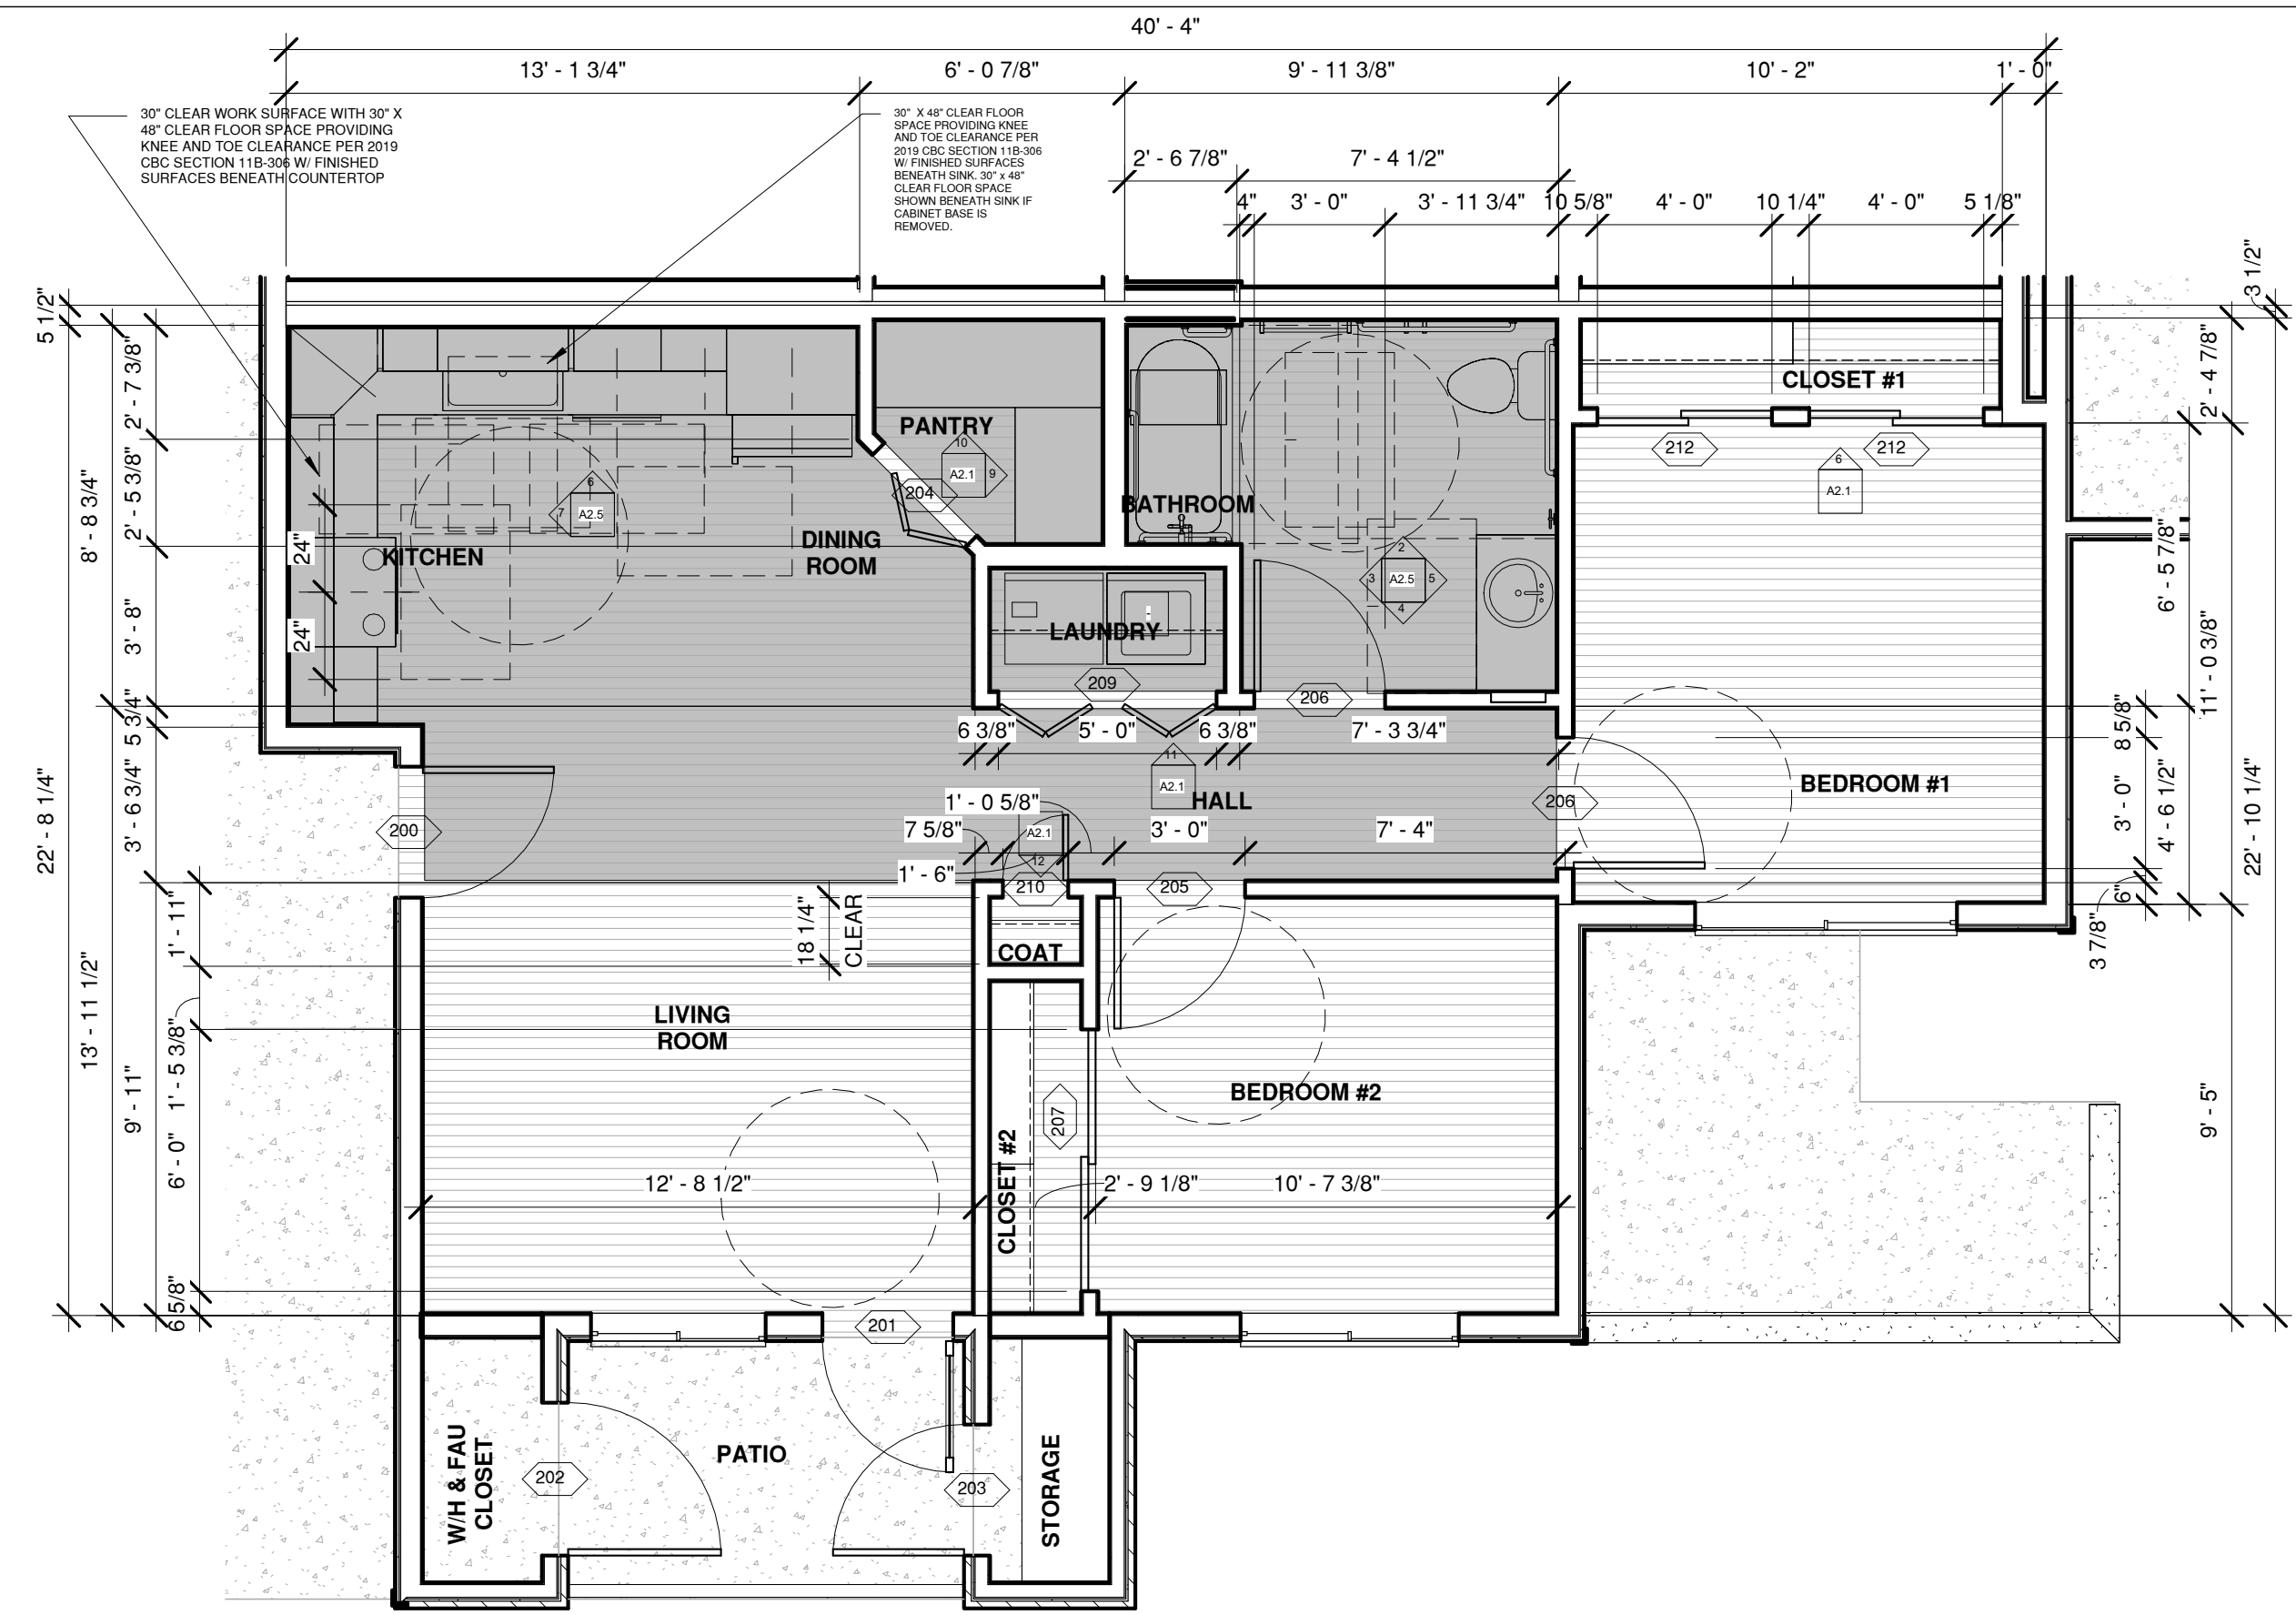 40' - 4"
13' - 1 3/4"
6' - 0 7/8"
9' - 11 3/8"
10' - 2"
1' - 0"
30" CLEAR WORK SURFACE WITH 30" X
48" CLEAR FLOOR SPACE PROVIDING
KNEE AND TOE CLEARANCE PER 2019
CBC SECTION 11B-306 W/ FINISHED
SURFACES BENEATH COUNTERTOP
30" X 48" CLEAR FLOOR
SPACE PROVIDING KNEE
AND TOE CLEARANCE PER
2019 CBC SECTION 11B-306
W/ FINISHED SURFACES
BENEATH SINK. 30" x 48"
CLEAR FLOOR SPACE
SHOWN BENEATH SINK IF
CABINET BASE IS
REMOVED.
2' - 6 7/8"
7' - 4 1/2"
4"
3' - 0"
3' - 11 3/4"
10 5/8"
4' - 0"
10 1/4"
4' - 0"
5 1/8"
3 1/2"
5 1/2"
2' - 7 3/8"
2' - 4 7/8"
CLOSET #1
PANTRY
10
A2.1
9
204
212
212
6
A2.1
8' - 8 3/4"
2' - 5 3/8"
6
7
A2.5
BATHROOM
KITCHEN
DINING
ROOM
24"
24"
2
3
A2.5
5
4
6' - 5 7/8"
11' - 0 3/8"
3' - 8"
LAUNDRY
209
206
5 3/4"
6 3/8"
5' - 0"
6 3/8"
7' - 3 3/4"
8 5/8"
22' - 8 1/4"
3' - 6 3/4"
11
A2.1
HALL
BEDROOM #1
206
3' - 0"
4' - 6 1/2"
22' - 10 1/4"
200
1' - 0 5/8"
7 5/8"
A2.1
12
3' - 0"
7' - 4"
1' - 6"
210
205
6"
3 7/8"
1' - 11"
18 1/4"
CLEAR
COAT
13' - 11 1/2"
9' - 11"
1' - 5 3/8"
6' - 0"
LIVING
ROOM
BEDROOM #2
207
CLOSET #2
12' - 8 1/2"
2' - 9 1/8"
10' - 7 3/8"
9' - 5"
6 5/8"
201
W/H & FAU
CLOSET
202
PATIO
203
STORAGE